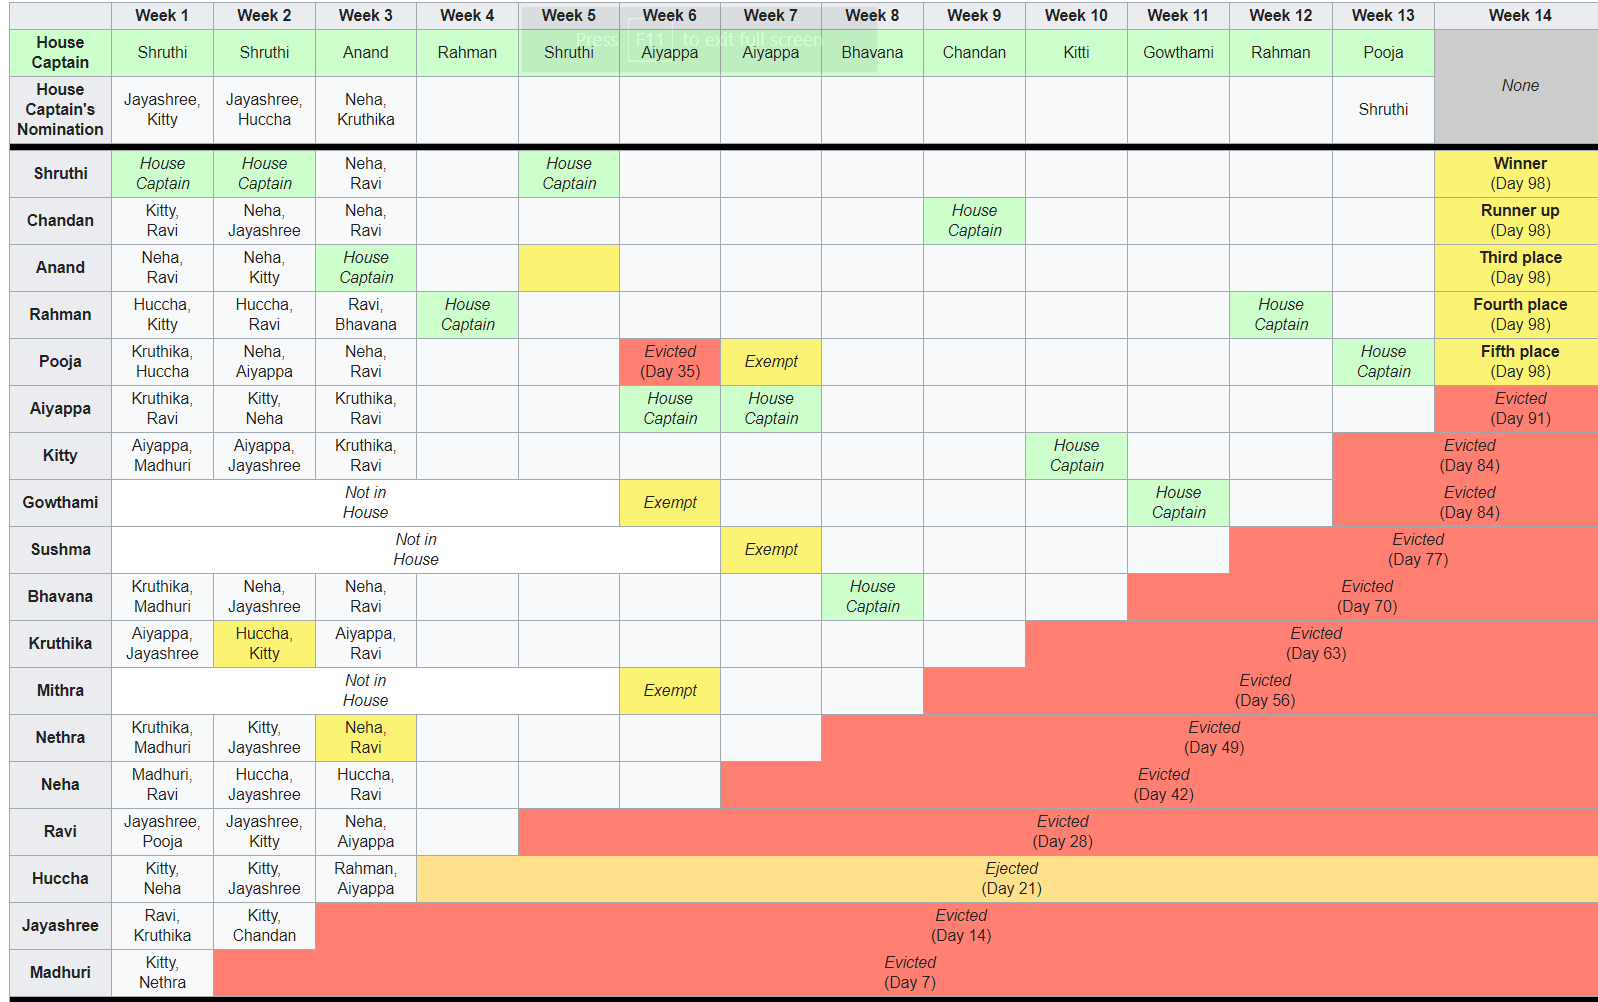 Week 1 Week 2 Week 3 Week 4 Week 5 Week 6 Week 7 Week 8 Week 9 Week 10 Week 11 Week 12 Week 13 Week 14
Press F11 to exit full screen
House Captain Shruthi Shruthi Anand Rahman Shruthi Aiyappa Aiyappa Bhavana Chandan Kitti Gowthami Rahman Pooja None
House Captain's Nomination Jayashree, Kitty Jayashree, Huccha Neha, Kruthika Shruthi
Shruthi House Captain House Captain Neha, Ravi House Captain Winner (Day 98)
Chandan Kitty, Ravi Neha, Jayashree Neha, Ravi House Captain Runner up (Day 98)
Anand Neha, Ravi Neha, Kitty House Captain Third place (Day 98)
Rahman Huccha, Kitty Huccha, Ravi Ravi, Bhavana House Captain House Captain Fourth place (Day 98)
Pooja Kruthika, Huccha Neha, Aiyappa Neha, Ravi Evicted (Day 35) Exempt House Captain Fifth place (Day 98)
Aiyappa Kruthika, Ravi Kitty, Neha Kruthika, Ravi House Captain House Captain Evicted (Day 91)
Kitty Aiyappa, Madhuri Aiyappa, Jayashree Kruthika, Ravi House Captain Evicted (Day 84)
Gowthami Not in House Exempt House Captain Evicted (Day 84)
Sushma Not in House Exempt Evicted (Day 77)
Bhavana Kruthika, Madhuri Neha, Jayashree Neha, Ravi House Captain Evicted (Day 70)
Kruthika Aiyappa, Jayashree Huccha, Kitty Aiyappa, Ravi Evicted (Day 63)
Mithra Not in House Exempt Evicted (Day 56)
Nethra Kruthika, Madhuri Kitty, Jayashree Neha, Ravi Evicted (Day 49)
Neha Madhuri, Ravi Huccha, Jayashree Huccha, Ravi Evicted (Day 42)
Ravi Jayashree, Pooja Jayashree, Kitty Neha, Aiyappa Evicted (Day 28)
Huccha Kitty, Neha Kitty, Jayashree Rahman, Aiyappa Ejected (Day 21)
Jayashree Ravi, Kruthika Kitty, Chandan Evicted (Day 14)
Madhuri Kitty, Nethra Evicted (Day 7)